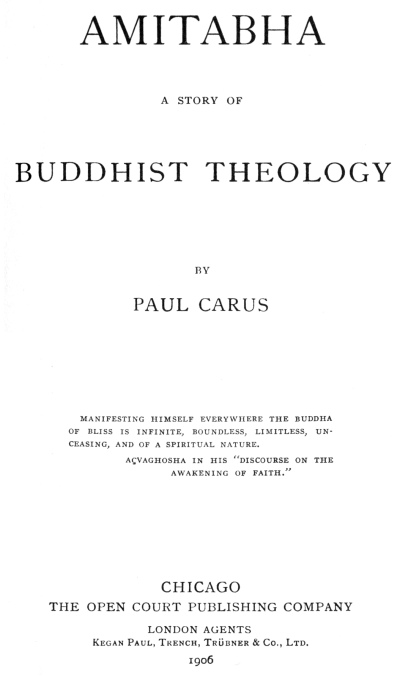 AMITABHA
A STORY OF
BUDDHIST THEOLOGY
BY
PAUL CARUS
MANIFESTING HIMSELF EVERYWHERE THE BUDDHA
OF BLISS IS INFINITE, BOUNDLESS, LIMITLESS, UN-
CEASING, AND OF A SPIRITUAL NATURE.
AÇVAGHOSHA IN HIS "DISCOURSE ON THE
AWAKENING OF FAITH."
CHICAGO
THE OPEN COURT PUBLISHING COMPANY
LONDON AGENTS
KEGAN PAUL, TRENCH, TRÜBNER & CO., LTD.
1906